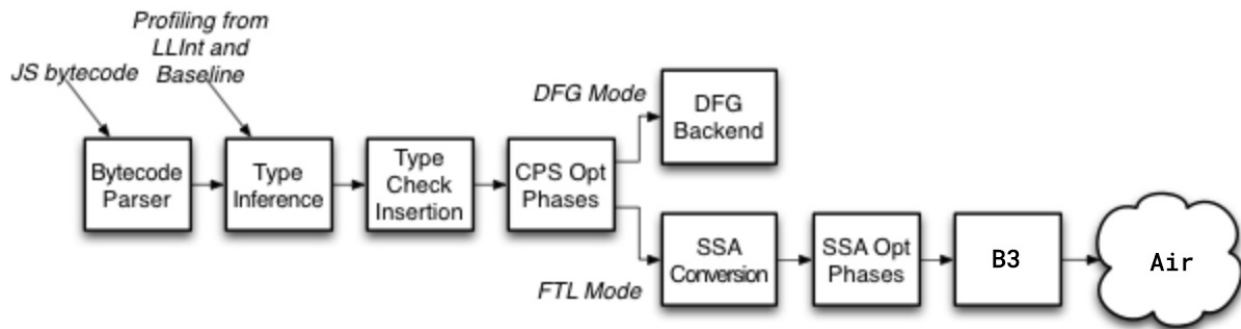 Profiling from
LLInt and
Baseline
JS bytecode
Bytecode
Parser
Type
Inference
Type
Check
Insertion
CPS Opt
Phases
DFG Mode
DFG
Backend
FTL Mode
SSA
Conversion
SSA Opt
Phases
B3
Air